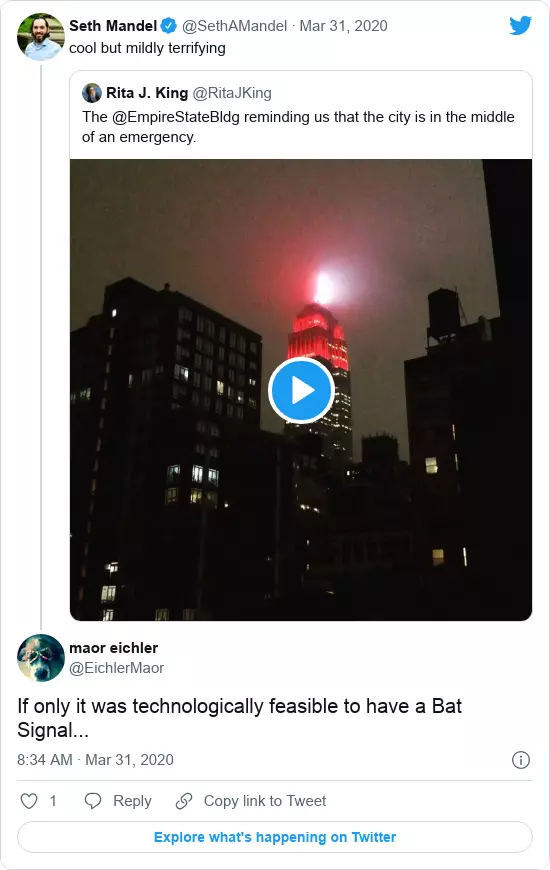 Seth Mandel @SethAMandel · Mar 31, 2020
cool but mildly terrifying
Rita J. King @RitaJKing
The @EmpireStateBldg reminding us that the city is in the middle
of an emergency.
maor eichler
@EichlerMaor
If only it was technologically feasible to have a Bat
Signal...
8:34 AM · Mar 31, 2020
1 Reply Copy link to Tweet
Explore what's happening on Twitter